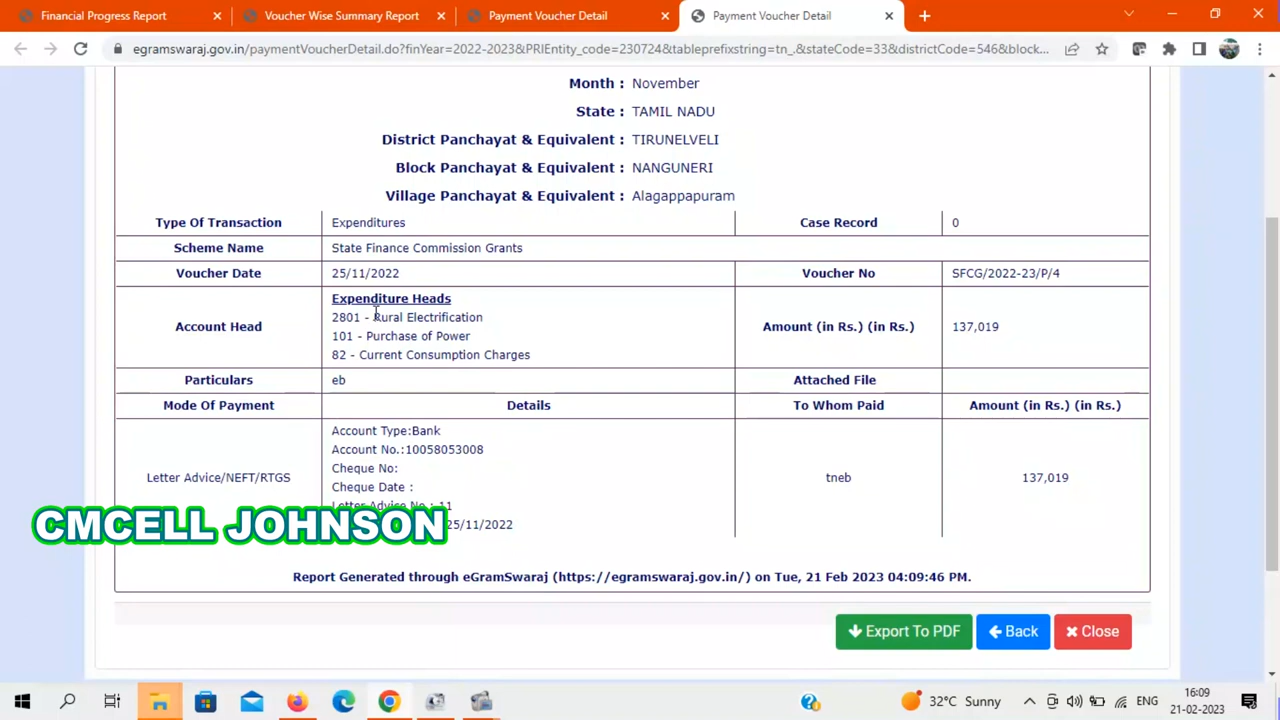 Financial Progress Report
Voucher Wise Summary Report
Payment Voucher Detail
Payment Voucher Detail
egramswaraj.gov.in/paymentVoucherDetail.do?finYear=2022-2023&PRIEntity_code=230724&tableprefixstring=tn_.&stateCode=33&districtCode=546&block...
Month : November
State : TAMIL NADU
District Panchayat & Equivalent : TIRUNELVELI
Block Panchayat & Equivalent : NANGUNERI
Village Panchayat & Equivalent : Alagappapuram
Type Of Transaction Expenditures Case Record 0
Scheme Name State Finance Commission Grants
Voucher Date 25/11/2022 Voucher No SFCG/2022-23/P/4
Expenditure Heads
2801 - Rural Electrification
Account Head Amount (in Rs.) (in Rs.) 137,019
101 - Purchase of Power
82 - Current Consumption Charges
Particulars eb Attached File
Mode Of Payment Details To Whom Paid Amount (in Rs.) (in Rs.)
Account Type:Bank
Account No.:10058053008
Cheque No:
Letter Advice/NEFT/RTGS tneb 137,019
Cheque Date :
Letter Advice No.: 11
25/11/2022
CMCELL JOHNSON
Report Generated through eGramSwaraj (https://egramswaraj.gov.in/) on Tue, 21 Feb 2023 04:09:46 PM.
Export To PDF Back Close
32°C Sunny ENG 16:09
21-02-2023